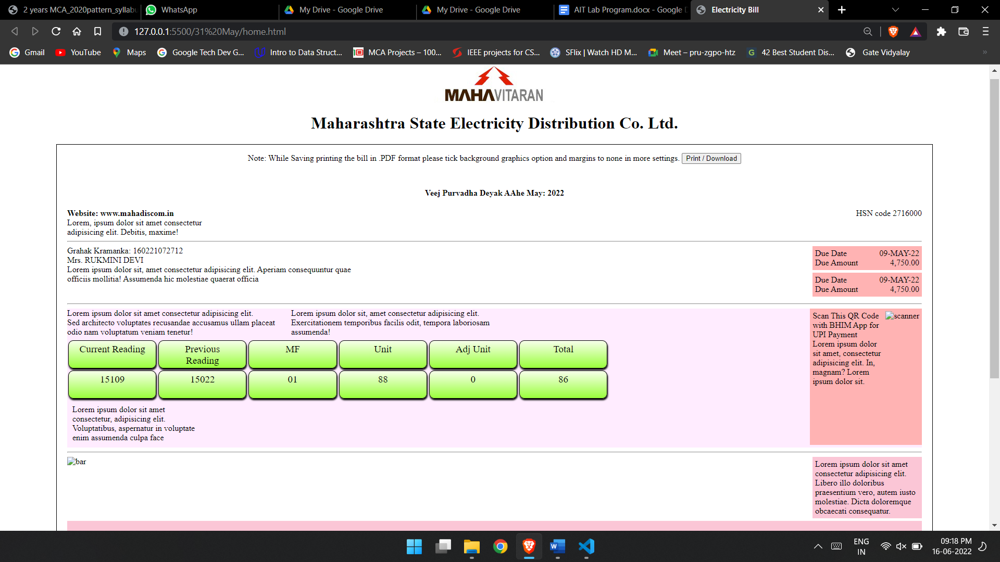 2 years MCA_2020pattern_syllabu
WhatsApp
My Drive - Google Drive
My Drive - Google Drive
AIT Lab Program.docx - Google D
Electricity Bill
127.0.0.1:5500/31%20May/home.html
Gmail
YouTube
Maps
Google Tech Dev G...
Intro to Data Struct...
MCA Projects – 100...
IEEE projects for CS...
SFlix | Watch HD M...
Meet – pru-zgpo-htz
42 Best Student Dis...
Gate Vidyalay
MAHAVITARAN
Maharashtra State Electricity Distribution Co. Ltd.
Note: While Saving printing the bill in .PDF format please tick background graphics option and margins to none in more settings. Print / Download
Veej Purvadha Deyak AAhe May: 2022
Website: www.mahadiscom.in
HSN code 2716000
Lorem, ipsum dolor sit amet consectetur
adipisicing elit. Debitis, maxime!
Grahak Kramanka: 160221072712
Mrs. RUKMINI DEVI
Lorem ipsum dolor sit, amet consectetur adipisicing elit. Aperiam consequuntur quae
officiis mollitia! Assumenda hic molestiae quaerat officia
Due Date 09-MAY-22
Due Amount 4,750.00
Due Date 09-MAY-22
Due Amount 4,750.00
Lorem ipsum dolor sit amet consectetur adipisicing elit.
Sed architecto voluptates recusandae accusamus ullam placeat
odio nam voluptatum veniam tenetur!
Lorem ipsum dolor sit, amet consectetur adipisicing elit.
Exercitationem temporibus facilis odit, tempora laboriosam
assumenda!
Current Reading
Previous
Reading
MF
Unit
Adj Unit
Total
15109
15022
01
88
0
86
Lorem ipsum dolor sit amet
consectetur, adipisicing elit.
Voluptatibus, aspernatur in voluptate
enim assumenda culpa face
Scan This QR Code
with BHIM App for
UPI Payment
Lorem ipsum dolor
sit amet, consectetur
adipisicing elit. In,
magnam? Lorem
ipsum dolor sit.
scanner
bar
Lorem ipsum dolor sit amet
consectetur adipisicing elit.
Libero illo doloribus
praesentium vero, autem iusto
molestiae. Dicta doloremque
obcaecati consequatur.
ENG
IN
09:18 PM
16-06-2022